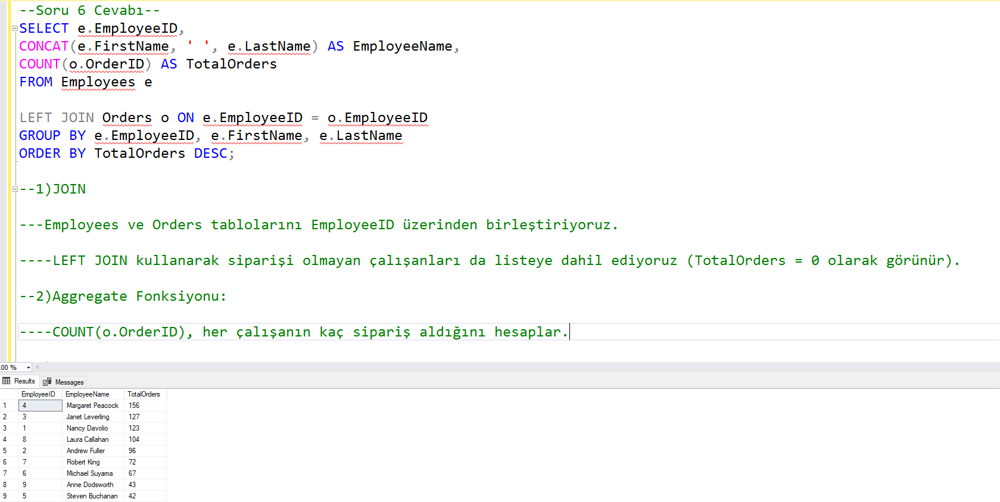 --Soru 6 Cevabı--
SELECT e.EmployeeID,
CONCAT(e.FirstName, ' ', e.LastName) AS EmployeeName,
COUNT(o.OrderID) AS TotalOrders
FROM Employees e
LEFT JOIN Orders o ON e.EmployeeID = o.EmployeeID
GROUP BY e.EmployeeID, e.FirstName, e.LastName
ORDER BY TotalOrders DESC;
--1)JOIN
---Employees ve Orders tablolarını EmployeeID üzerinden birleştiriyoruz.
----LEFT JOIN kullanarak siparişi olmayan çalışanları da listeye dahil ediyoruz (TotalOrders = 0 olarak görünür).
--2)Aggregate Fonksiyonu:
----COUNT(o.OrderID), her çalışanın kaç sipariş aldığını hesaplar.
.00 %
Results Messages
EmployeeID EmployeeName TotalOrders
1 4 Margaret Peacock 156
2 3 Janet Leverling 127
3 1 Nancy Davolio 123
4 8 Laura Callahan 104
5 2 Andrew Fuller 96
6 7 Robert King 72
7 6 Michael Suyama 67
8 9 Anne Dodsworth 43
9 5 Steven Buchanan 42